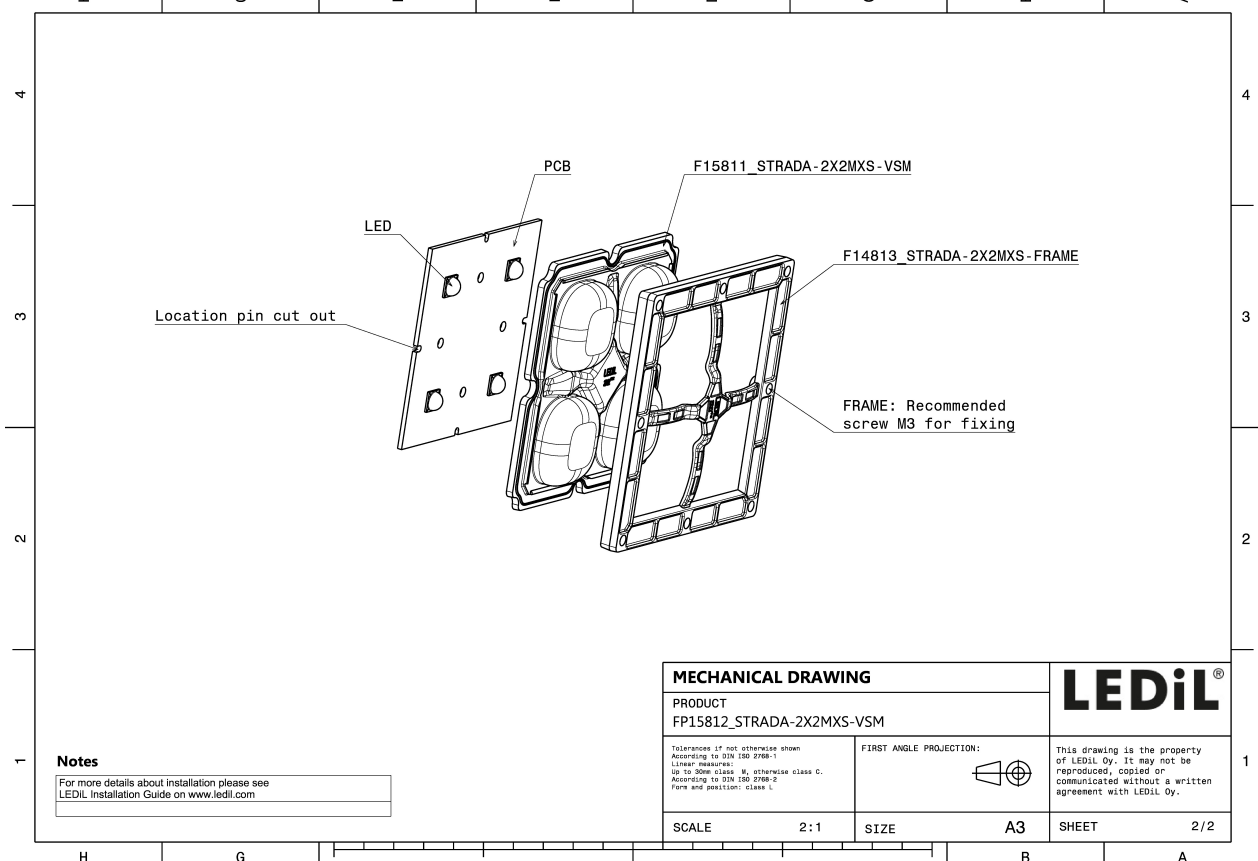 4
4
PCB
F15811_STRADA-2X2MXS-VSM
LED
F14813_STRADA-2X2MXS-FRAME
3
Location pin cut out
3
FRAME: Recommended
screw M3 for fixing
2
2
MECHANICAL DRAWING
LEDiL®
PRODUCT
FP15812_STRADA-2X2MXS-VSM
Tolerances if not otherwise shown
According to DIN ISO 2768-1
Linear measures:
Up to 30mm class M, otherwise class C.
According to DIN ISO 2768-2
Form and position: class L
FIRST ANGLE PROJECTION:
This drawing is the property
of LEDiL Oy. It may not be
reproduced, copied or
communicated without a written
agreement with LEDiL Oy.
1
Notes
1
For more details about installation please see
LEDiL Installation Guide on www.ledil.com
SCALE 2:1
SIZE A3
SHEET 2/2
H
G
B
A